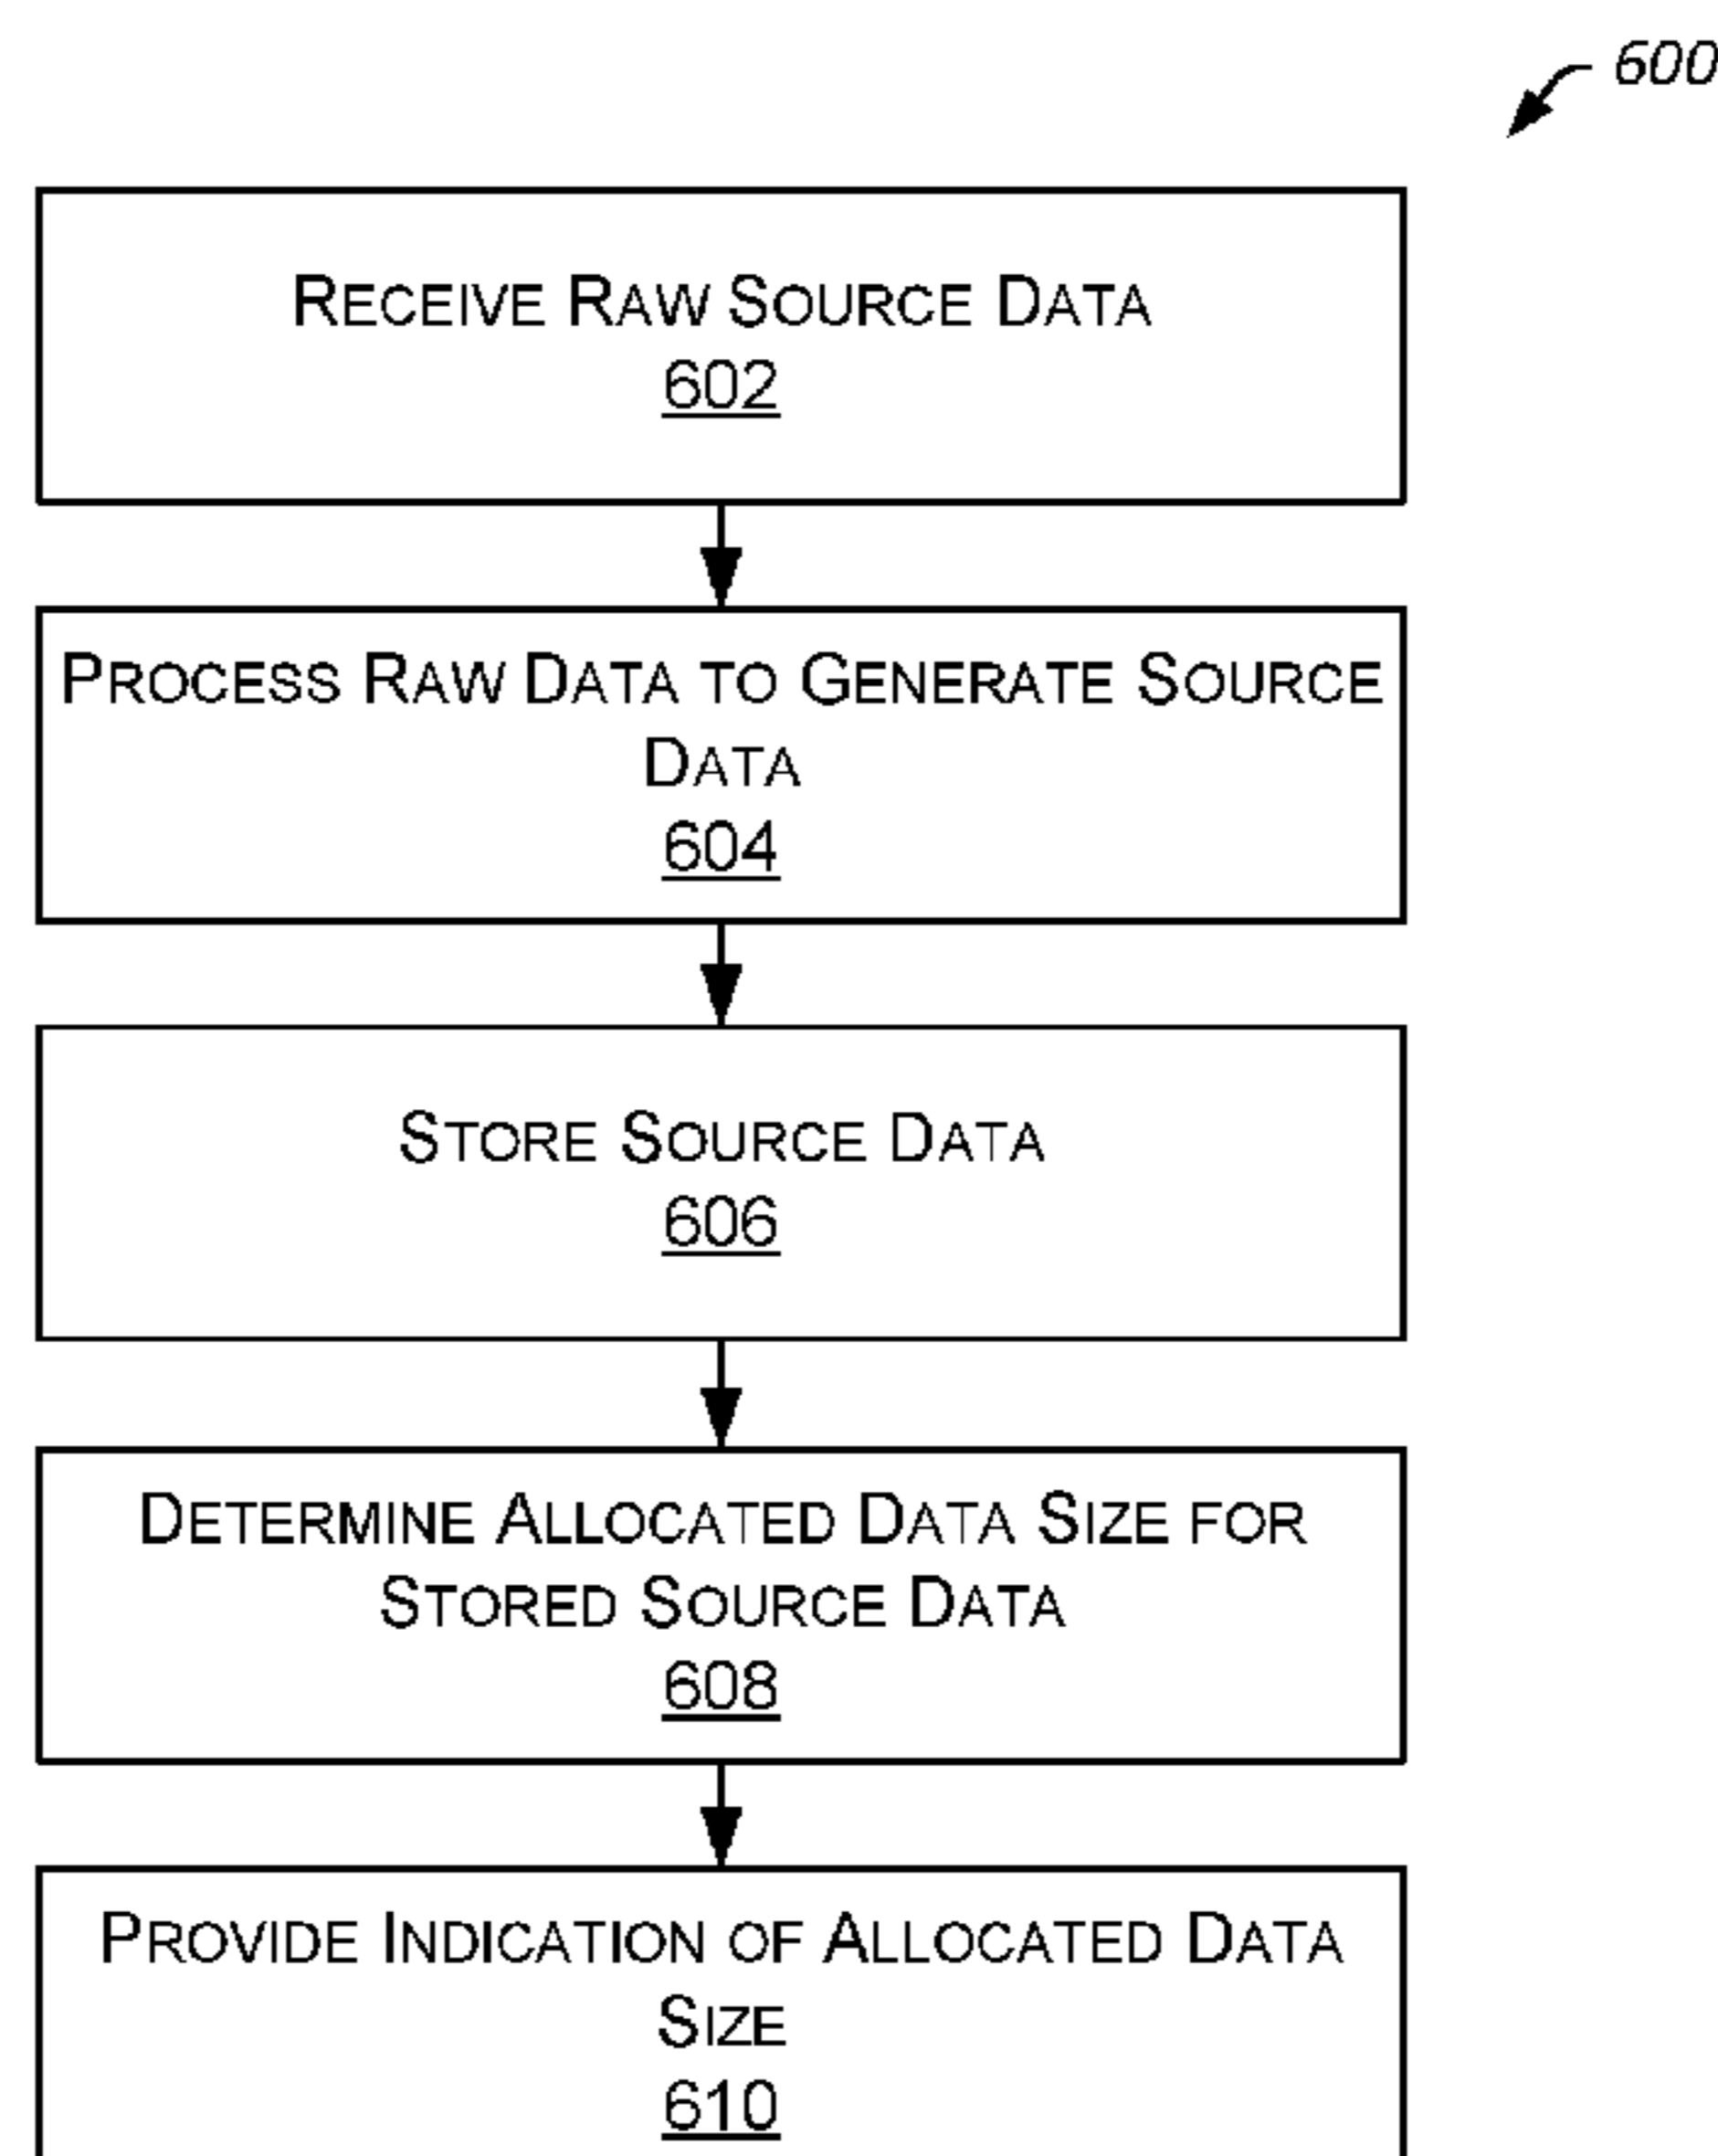 600
Receive Raw Source Data
602
Process Raw Data to Generate Source
Data
604
Store Source Data
606
Determine Allocated Data Size for
Stored Source Data
608
Provide Indication of Allocated Data
Size
610